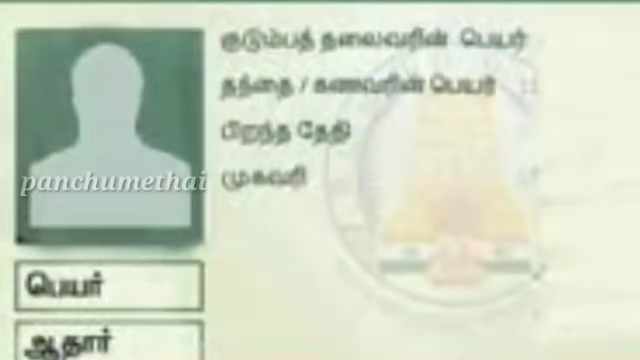 குடும்பத் தலைவரின் பெயர்
தந்தை / கணவரின் பெயர்
பிறந்த தேதி
முகவரி
panchumethai
பெயர்
ஆதார்